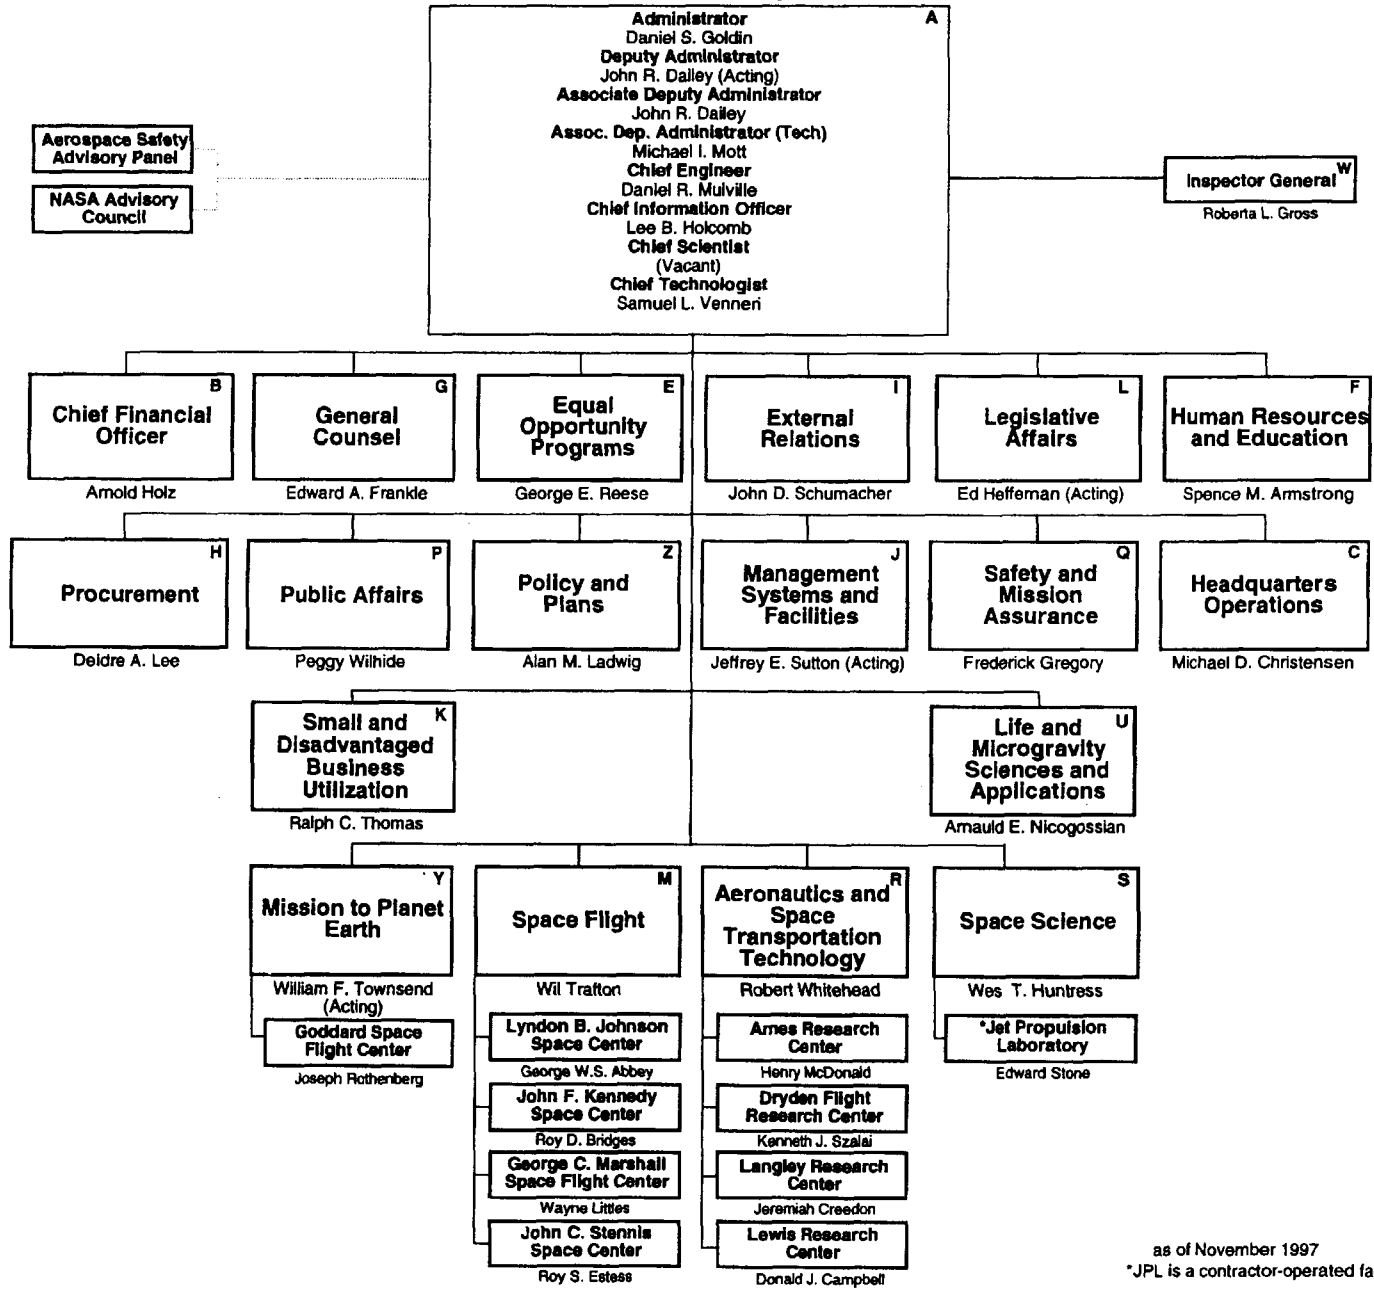 Administrator
A
Daniel S. Goldin
Deputy Administrator
John R. Dailey (Acting)
Associate Deputy Administrator
John R. Dailey
Assoc. Dep. Administrator (Tech)
Michael I. Mott
Chief Engineer
Daniel R. Mulville
Chief Information Officer
Lee B. Holcomb
Chief Scientist
(Vacant)
Chief Technologist
Samuel L. Venneri
Aerospace Safety
Advisory Panel
NASA Advisory
Council
W
Inspector General
Roberta L. Gross
B
Chief Financial
Officer
Arnold Holz
G
General
Counsel
Edward A. Frankle
E
Equal
Opportunity
Programs
George E. Reese
I
External
Relations
John D. Schumacher
L
Legislative
Affairs
Ed Heffernan (Acting)
F
Human Resources
and Education
Spence M. Armstrong
H
Procurement
Deidre A. Lee
P
Public Affairs
Peggy Wilhide
Z
Policy and
Plans
Alan M. Ladwig
J
Management
Systems and
Facilities
Jeffrey E. Sutton (Acting)
Q
Safety and
Mission
Assurance
Frederick Gregory
C
Headquarters
Operations
Michael D. Christensen
K
Small and
Disadvantaged
Business
Utilization
Ralph C. Thomas
U
Life and
Microgravity
Sciences and
Applications
Arnauld E. Nicogossian
Y
Mission to Planet
Earth
William F. Townsend
(Acting)
Goddard Space
Flight Center
Joseph Rothenberg
M
Space Flight
Wil Trafton
Lyndon B. Johnson
Space Center
George W.S. Abbey
John F. Kennedy
Space Center
Roy D. Bridges
George C. Marshall
Space Flight Center
Wayne Littles
John C. Stennis
Space Center
Roy S. Estess
R
Aeronautics and
Space
Transportation
Technology
Robert Whitehead
Ames Research
Center
Henry McDonald
Dryden Flight
Research Center
Kenneth J. Szalai
Langley Research
Center
Jeremiah Creedon
Lewis Research
Center
Donald J. Campbell
S
Space Science
Wes T. Huntress
*Jet Propulsion
Laboratory
Edward Stone
as of November 1997
*JPL is a contractor-operated fa